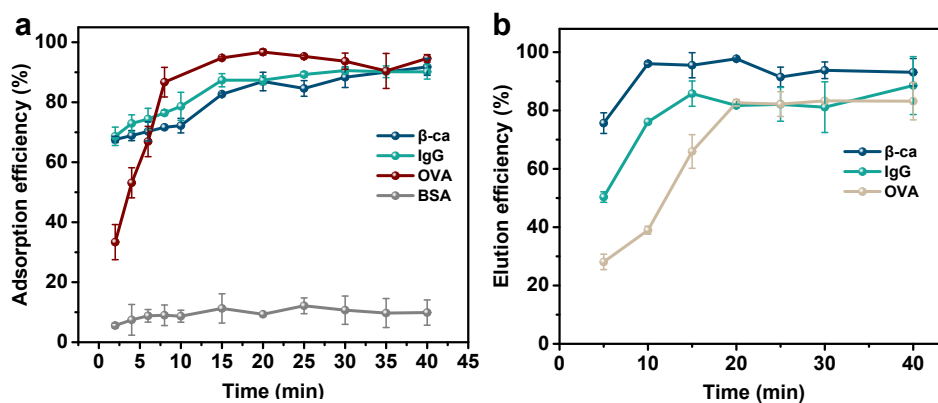 a
Adsorption efficiency (%)
100
80
60
40
20
0
β-ca
IgG
OVA
BSA
0 5 10 15 20 25 30 35 40 45
Time (min)
b
Elution efficiency (%)
100
80
60
40
20
0
β-ca
IgG
OVA
0 10 20 30 40
Time (min)